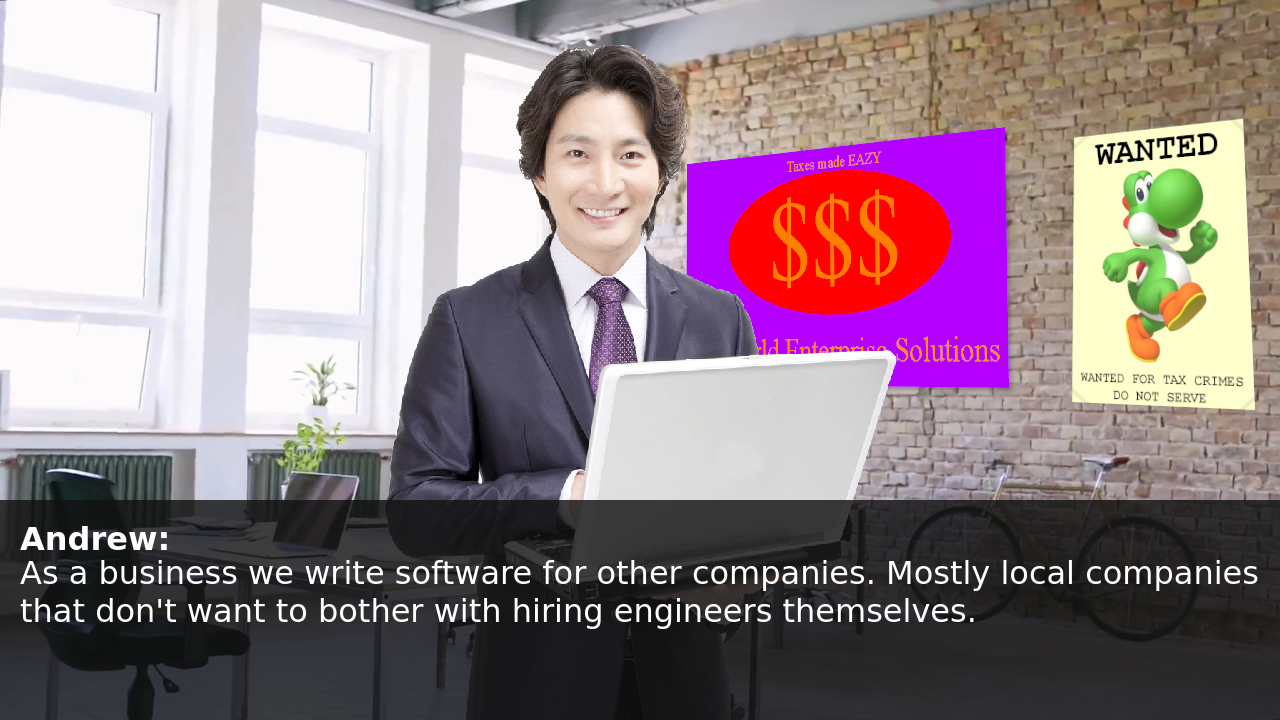 Taxes made EAZY
$$$
Enterprise Solutions
WANTED
WANTED FOR TAX CRIMES
DO NOT SERVE
Andrew:
As a business we write software for other companies. Mostly local companies
that don't want to bother with hiring engineers themselves.